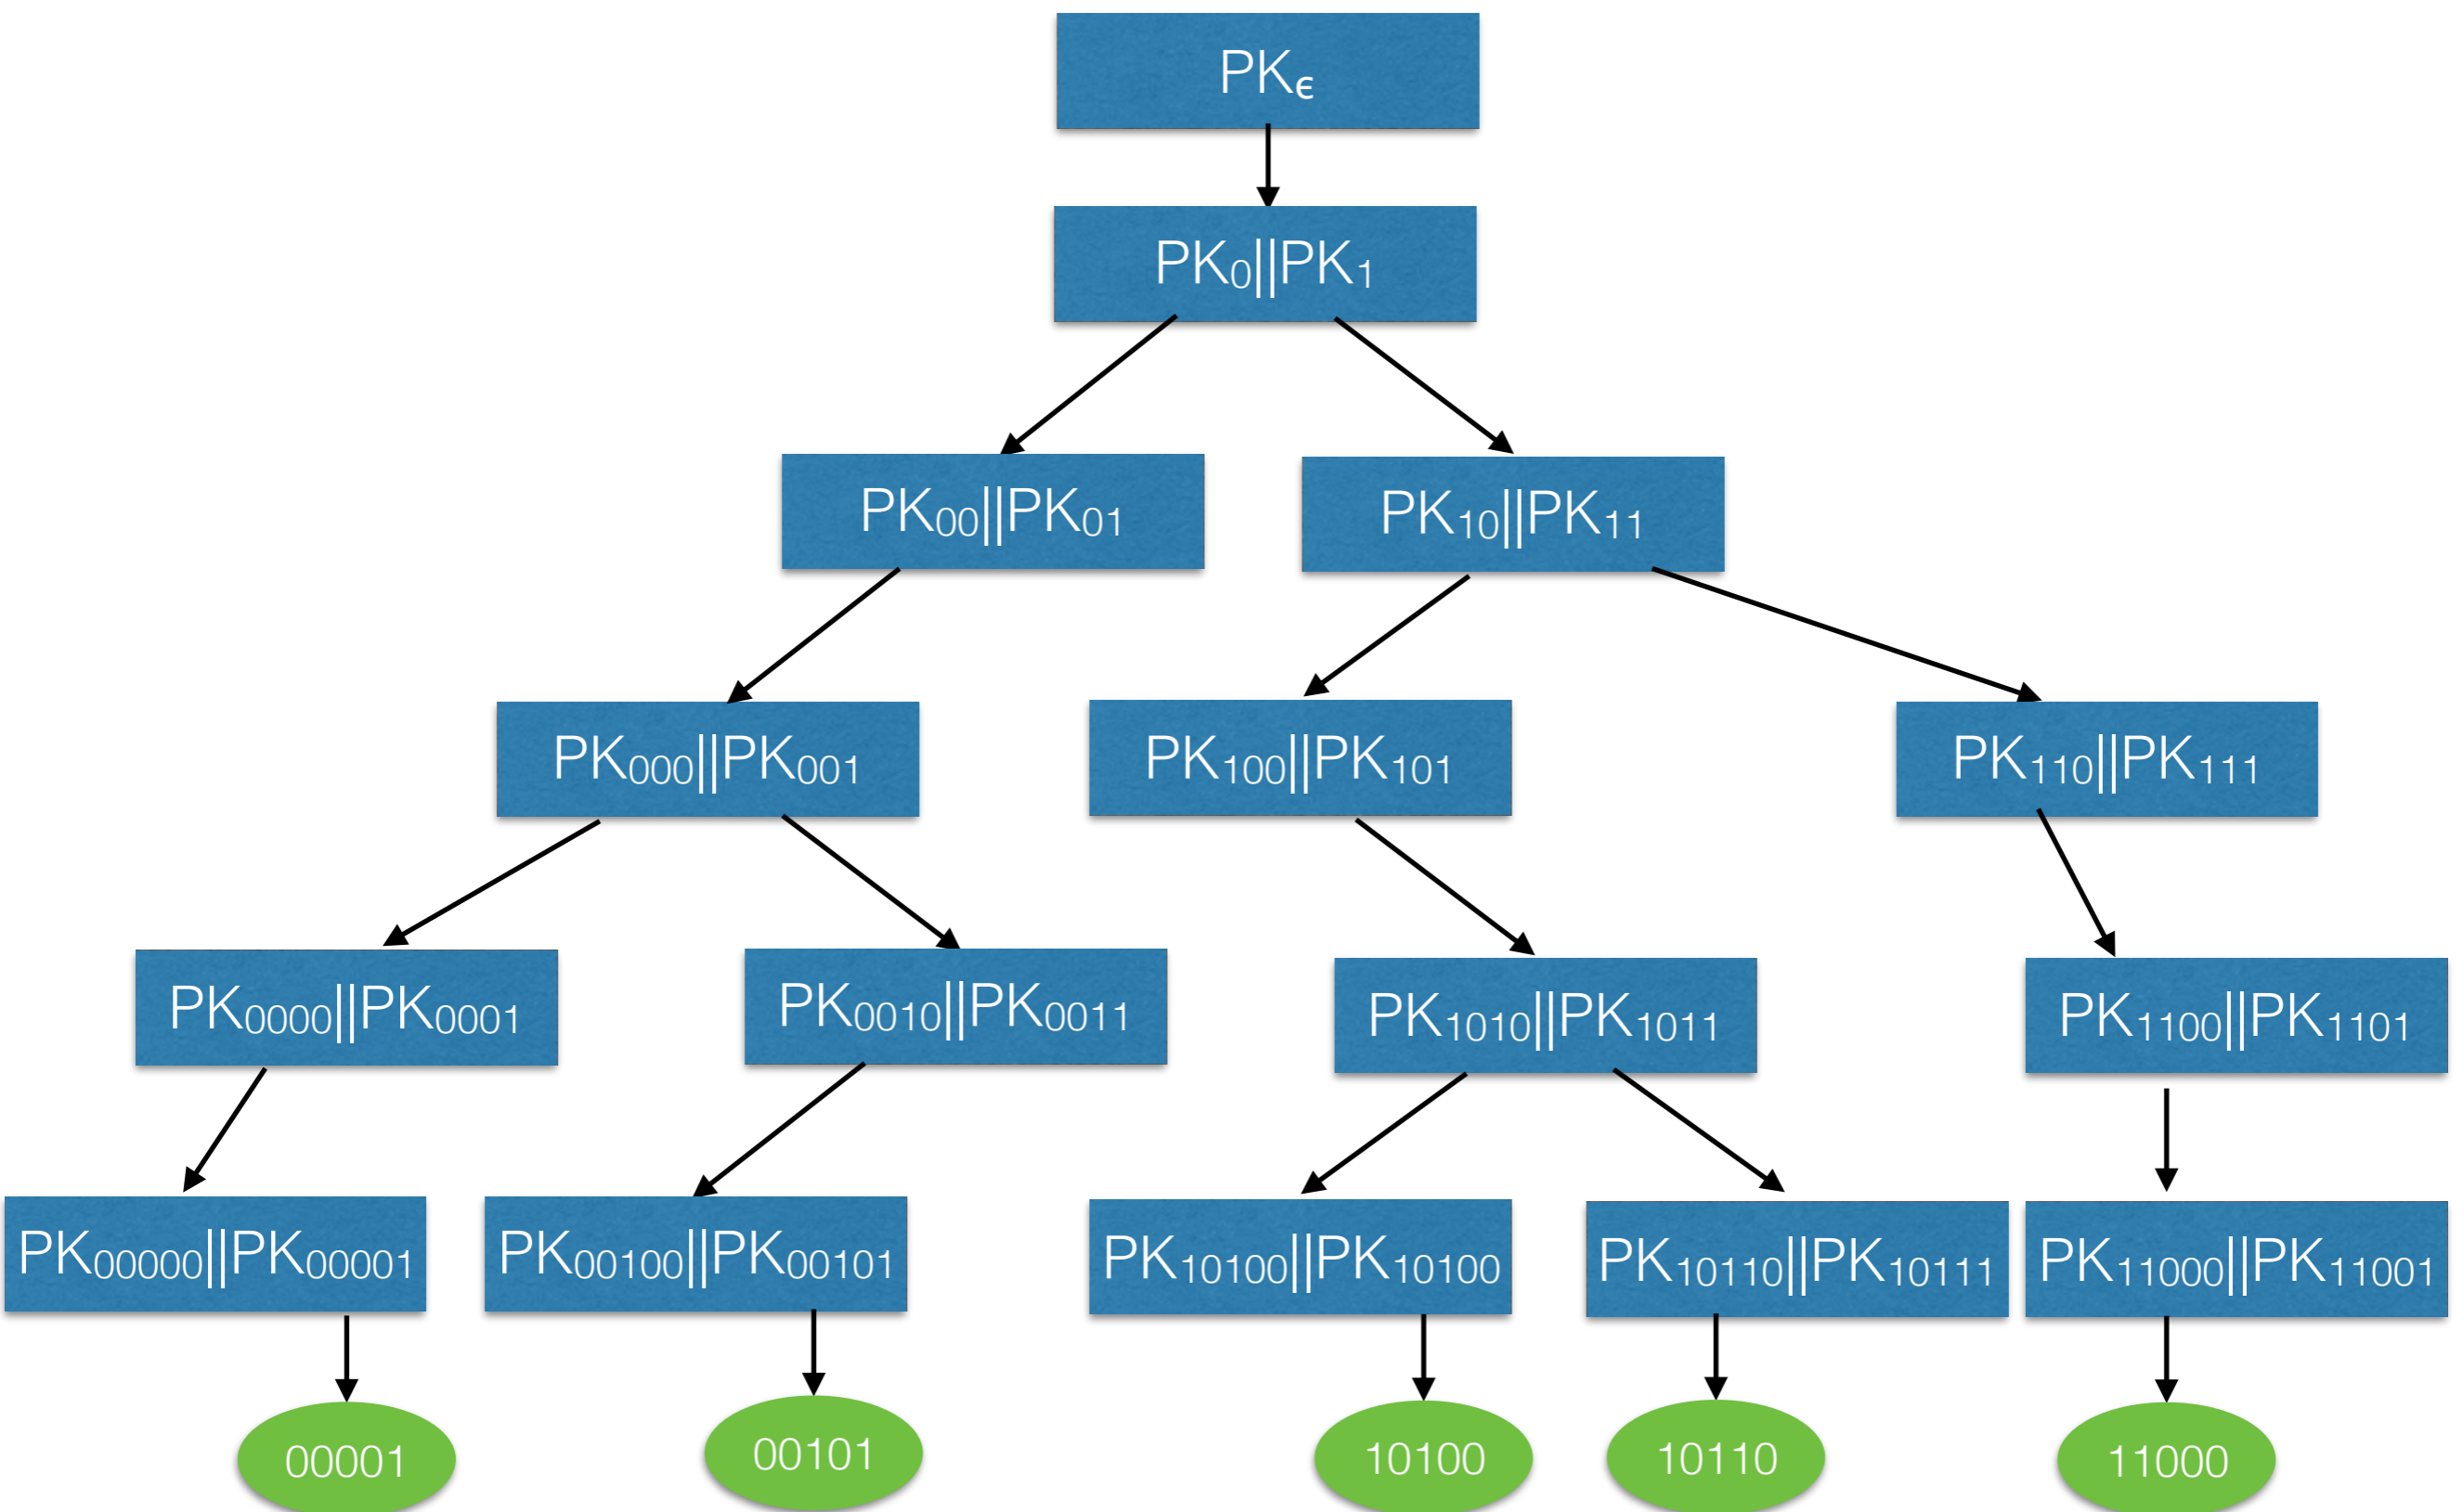 PKϵ
PK0||PK1
PK00||PK01
PK10||PK11
PK000||PK001
PK100||PK101
PK110||PK111
PK0000||PK0001
PK0010||PK0011
PK1010||PK1011
PK1100||PK1101
PK00000||PK00001
PK00100||PK00101
PK10100||PK10100
PK10110||PK10111
PK11000||PK11001
00001
00101
10100
10110
11000